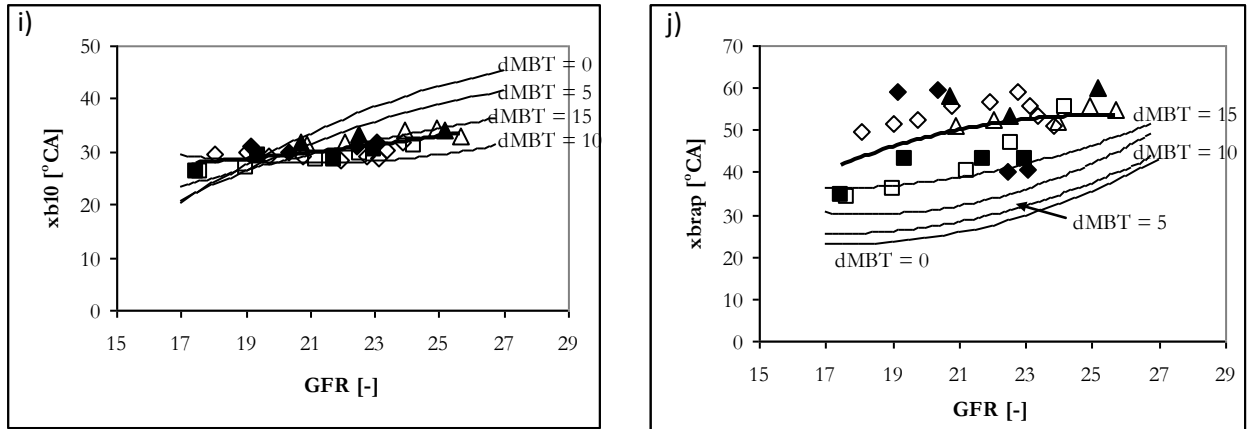 i)
50
40
30
20
10
0
xb10 [°CA]
dMBT = 0
dMBT = 5
dMBT = 15
dMBT = 10
15 17 19 21 23 25 27 29
GFR [-]
j)
70
60
50
40
30
20
10
0
xbrap [°CA]
dMBT = 15
dMBT = 10
dMBT = 5
dMBT = 0
15 17 19 21 23 25 27 29
GFR [-]